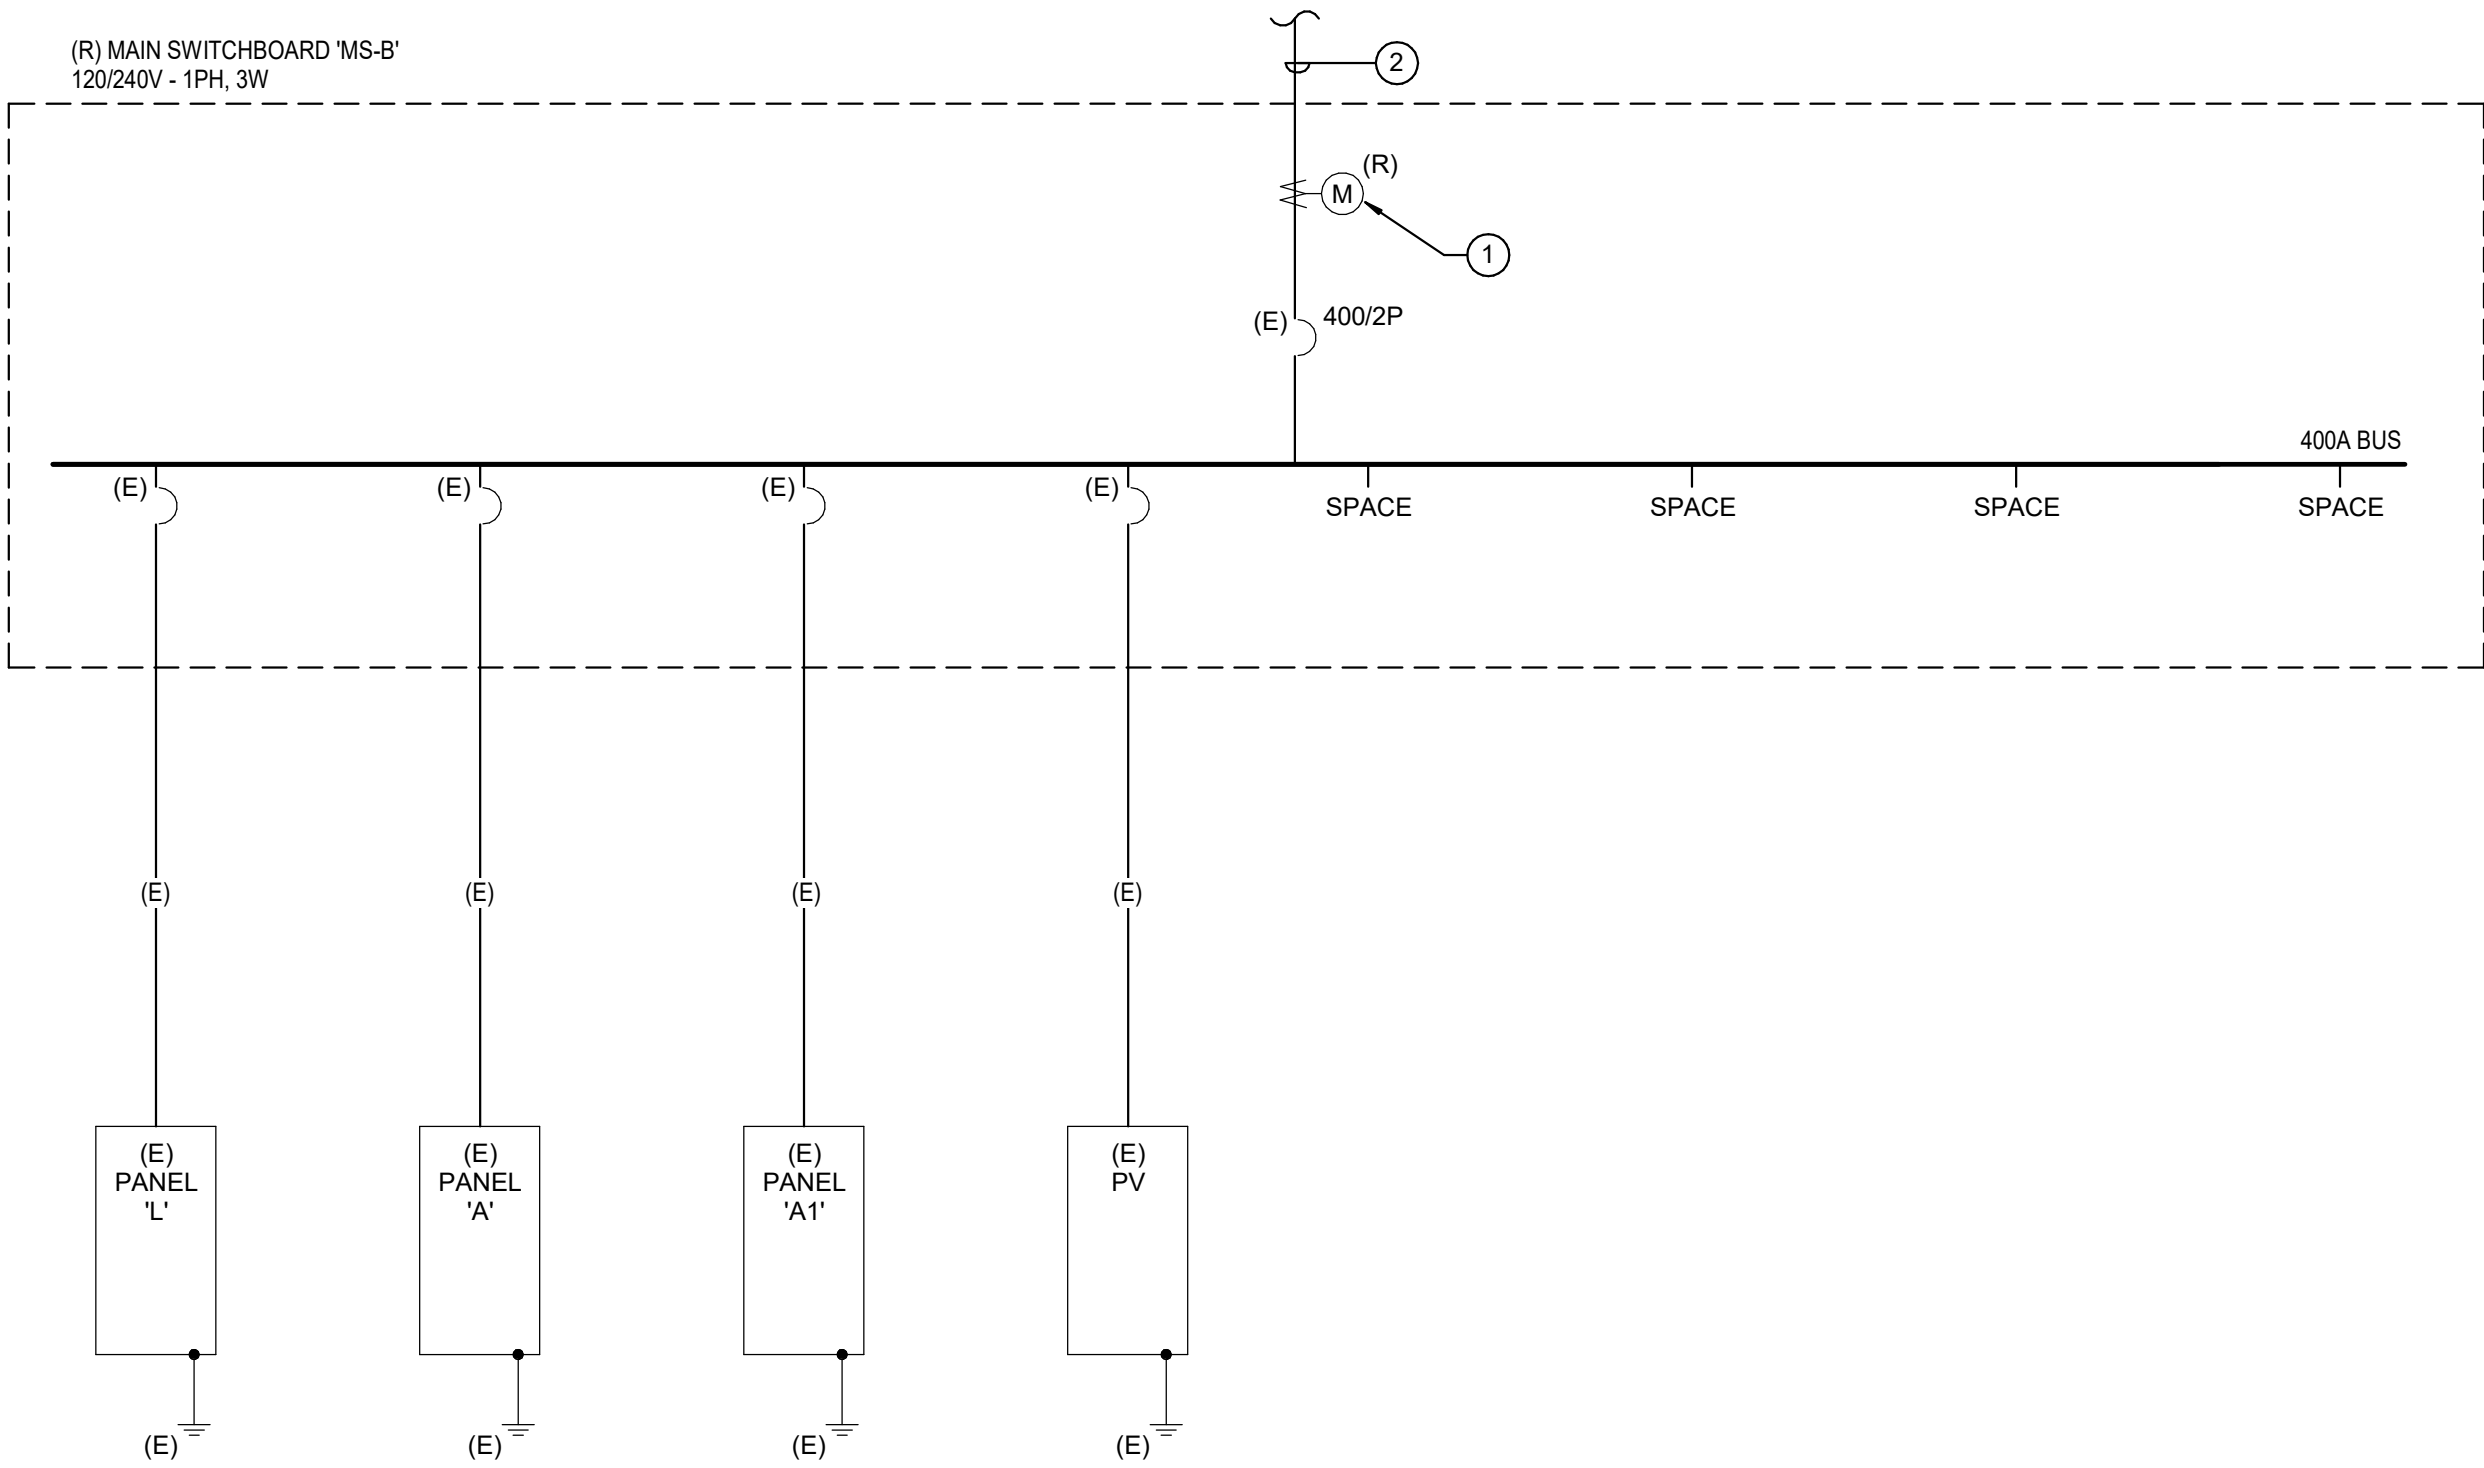 (R) MAIN SWITCHBOARD 'MS-B'
120/240V - 1PH, 3W
2
(R)
M
1
(E)
400/2P
400A BUS
(E)
(E)
(E)
(E)
SPACE
SPACE
SPACE
SPACE
(E)
(E)
(E)
(E)
(E)
PANEL
'L'
(E)
PANEL
'A'
(E)
PANEL
'A1'
(E)
PV
(E)
(E)
(E)
(E)